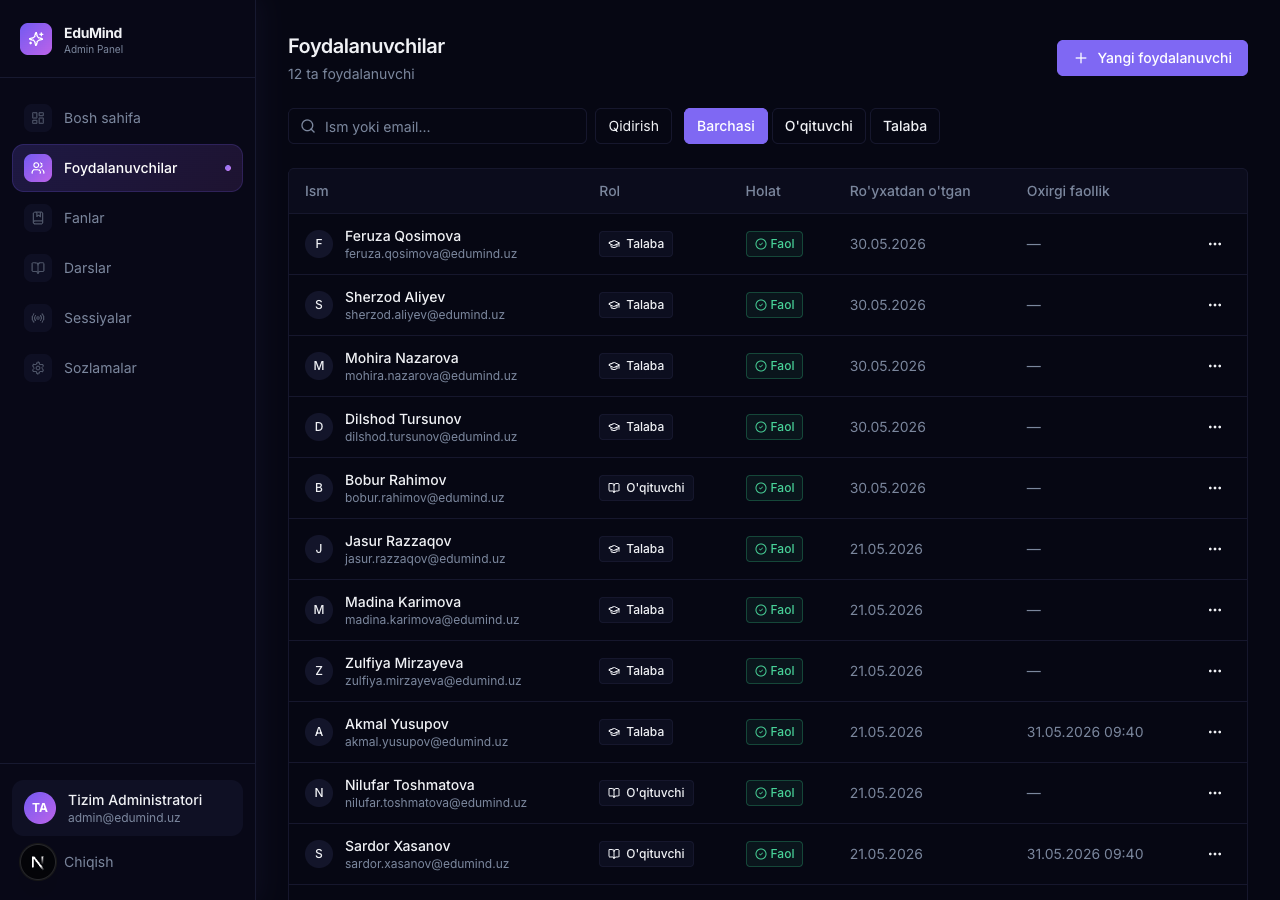 EduMind
Admin Panel
Bosh sahifa
Foydalanuvchilar
Fanlar
Darslar
Sessiyalar
Sozlamalar
TA
Tizim Administratori
admin@edumind.uz
N
Chiqish
Foydalanuvchilar
12 ta foydalanuvchi
+ Yangi foydalanuvchi
Ism yoki email...
Qidirish
Barchasi
O'qituvchi
Talaba
Ism Rol Holat Ro'yxatdan o'tgan Oxirgi faollik
F Feruza Qosimova Talaba Faol 30.05.2026 —
feruza.qosimova@edumind.uz
S Sherzod Aliyev Talaba Faol 30.05.2026 —
sherzod.aliyev@edumind.uz
M Mohira Nazarova Talaba Faol 30.05.2026 —
mohira.nazarova@edumind.uz
D Dilshod Tursunov Talaba Faol 30.05.2026 —
dilshod.tursunov@edumind.uz
B Bobur Rahimov O'qituvchi Faol 30.05.2026 —
bobur.rahimov@edumind.uz
J Jasur Razzaqov Talaba Faol 21.05.2026 —
jasur.razzaqov@edumind.uz
M Madina Karimova Talaba Faol 21.05.2026 —
madina.karimova@edumind.uz
Z Zulfiya Mirzayeva Talaba Faol 21.05.2026 —
zulfiya.mirzayeva@edumind.uz
A Akmal Yusupov Talaba Faol 21.05.2026 31.05.2026 09:40
akmal.yusupov@edumind.uz
N Nilufar Toshmatova O'qituvchi Faol 21.05.2026 —
nilufar.toshmatova@edumind.uz
S Sardor Xasanov O'qituvchi Faol 21.05.2026 31.05.2026 09:40
sardor.xasanov@edumind.uz